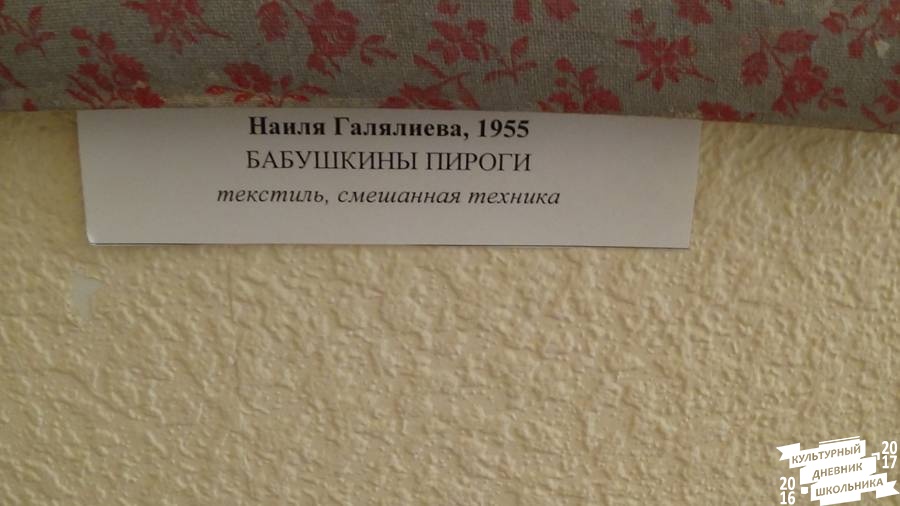 Наиля Галялиева, 1955
БАБУШКИНЫ ПИРОГИ
текстиль, смешанная техника
КУЛЬТУРНЫЙ
ДНЕВНИК
ШКОЛЬНИКА
2016
2017